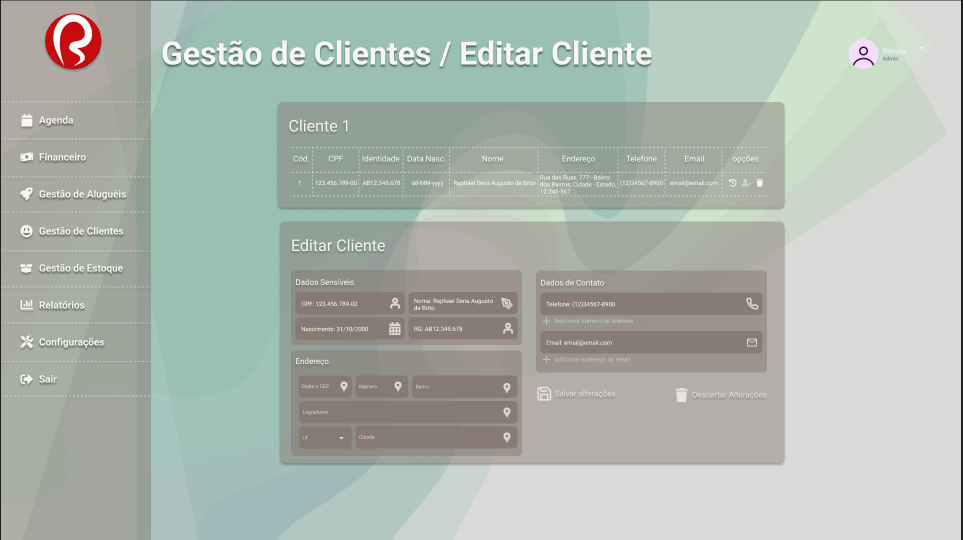 Gestão de Clientes / Editar Cliente
Renata
Admin
Agenda
Financeiro
Gestão de Aluguéis
Gestão de Clientes
Gestão de Estoque
Relatórios
Configurações
Sair
Cliente 1
Cód. CPF Identidade Data Nasc. Nome Endereço Telefone Email opções
1 123.456.789-00 AB12.345.678 dd-MM-yyyy Raphael Sena Augusto de Brito Rua das Ruas, 777 - Bairro (12)34567-8900 email@email.com
dos Bairros, Cidade - Estado,
12.345-567
Editar Cliente
Dados Sensíveis
CPF: 123.456.789-00
Nome: Raphael Sena Augusto
de Brito
Nascimento: 31/10/2000
RG: AB12.345.678
Endereço
Digite o CEP
Número
Bairro
Logradouro
UF
Cidade
Dados de Contato
Telefone: (12)34567-8900
Adicionar número de telefone
Email: email@email.com
Adicionar endereço de email
Salvar alterações
Descartar Alterações